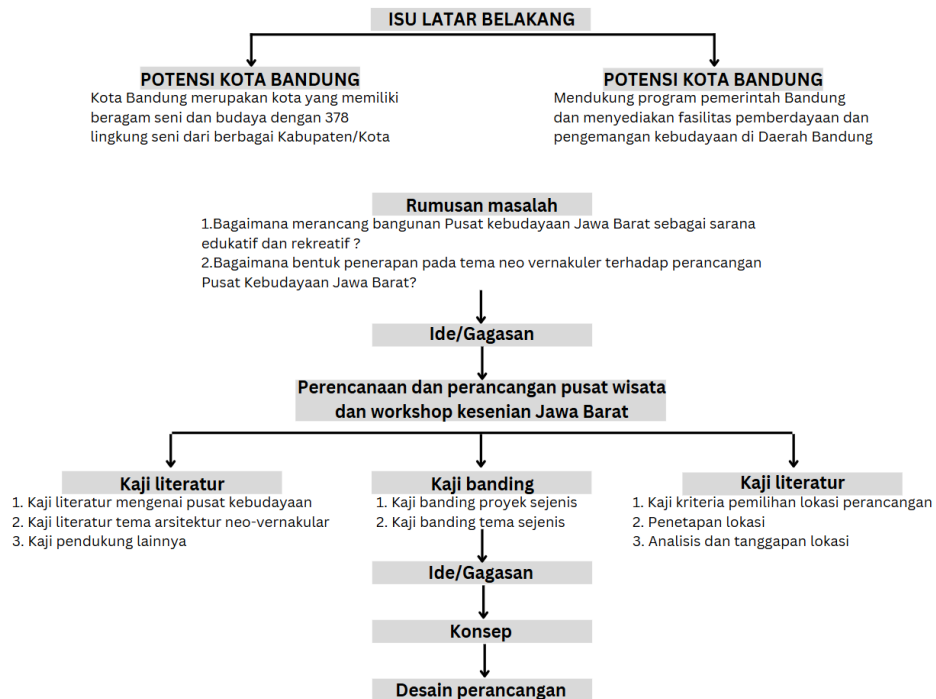 ISU LATAR BELAKANG
POTENSI KOTA BANDUNG
Kota Bandung merupakan kota yang memiliki
beragam seni dan budaya dengan 378
lingkung seni dari berbagai Kabupaten/Kota
POTENSI KOTA BANDUNG
Mendukung program pemerintah Bandung
dan menyediakan fasilitas pemberdayaan dan
pengemangan kebudayaan di Daerah Bandung
Rumusan masalah
1.Bagaimana merancang bangunan Pusat kebudayaan Jawa Barat sebagai sarana
edukatif dan rekreatif ?
2.Bagaimana bentuk penerapan pada tema neo vernakuler terhadap perancangan
Pusat Kebudayaan Jawa Barat?
Ide/Gagasan
Perencanaan dan perancangan pusat wisata
dan workshop kesenian Jawa Barat
Kaji literatur
1. Kaji literatur mengenai pusat kebudayaan
2. Kaji literatur tema arsitektur neo-vernakular
3. Kaji pendukung lainnya
Kaji banding
1. Kaji banding proyek sejenis
2. Kaji banding tema sejenis
Kaji literatur
1. Kaji kriteria pemilihan lokasi perancangan
2. Penetapan lokasi
3. Analisis dan tanggapan lokasi
Ide/Gagasan
Konsep
Desain perancangan